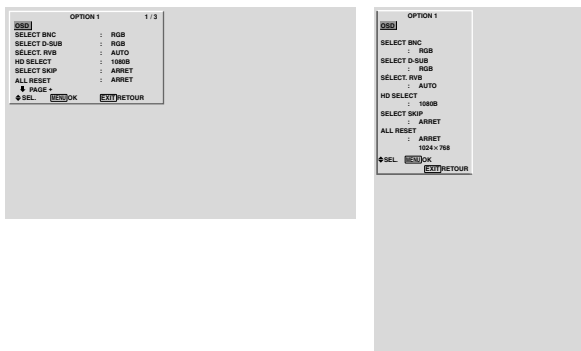 OPTION 1 1 / 3
OSD
SELECT BNC : RGB
SELECT D-SUB : RGB
SÉLECT. RVB : AUTO
HD SELECT : 1080B
SELECT SKIP : ARRET
ALL RESET : ARRET
PAGE +
SEL. MENU OK EXIT RETOUR
OPTION 1
OSD
SELECT BNC
: RGB
SELECT D-SUB
: RGB
SÉLECT. RVB
: AUTO
HD SELECT
: 1080B
SELECT SKIP
: ARRET
ALL RESET
: ARRET
1024×768
SEL. MENU OK
EXIT RETOUR